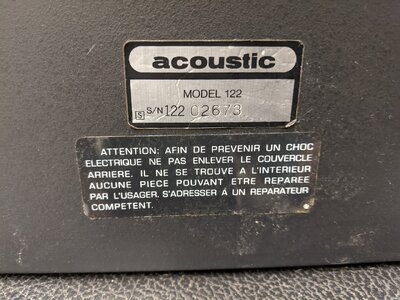 acoustic
MODEL 122
S S/N 122 02673
ATTENTION: AFIN DE PREVENIR UN CHOC
ELECTRIQUE NE PAS ENLEVER LE COUVERCLE
ARRIERE. IL NE SE TROUVE A L'INTERIEUR
AUCUNE PIECE POUVANT ETRE REPAREE
PAR L'USAGER. S'ADRESSER A UN REPARATEUR
COMPETENT.